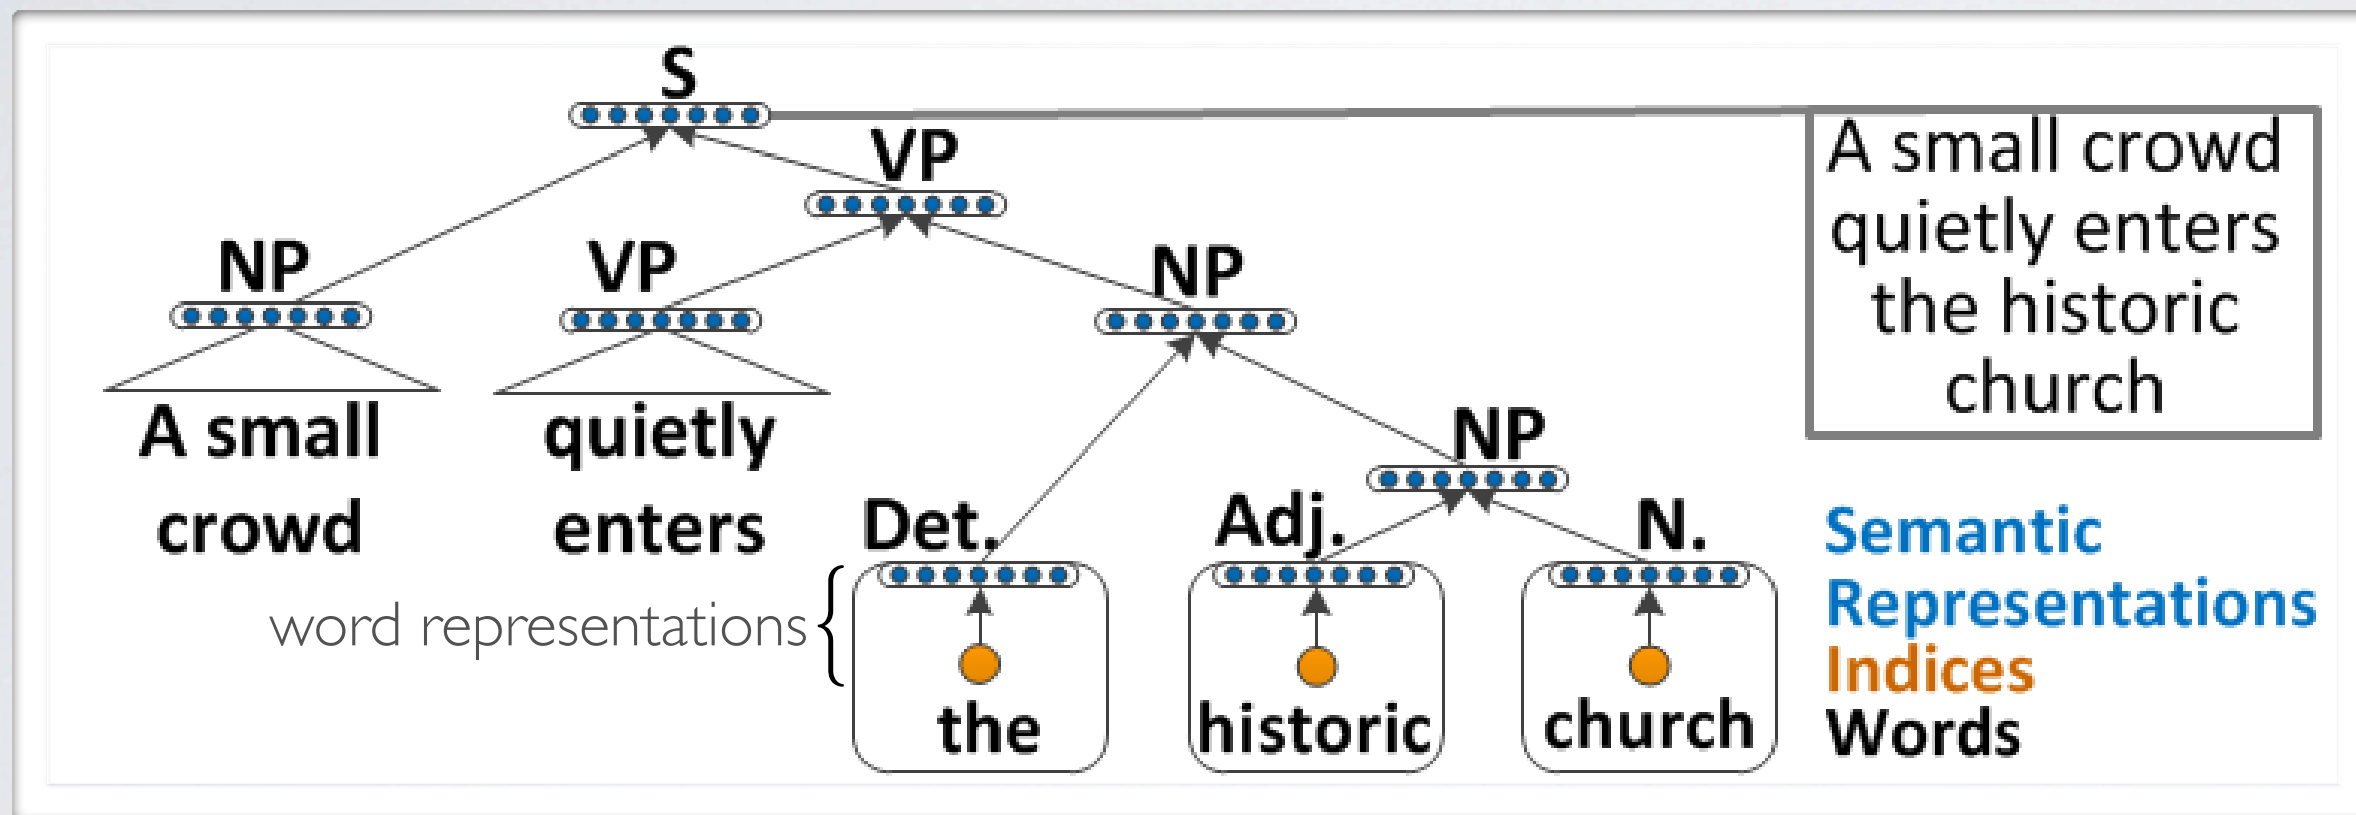 S
VP
NP
VP
NP
A small
crowd
quietly
enters
NP
Det.
Adj.
N.
word representations
the
historic
church
A small crowd
quietly enters
the historic
church
Semantic
Representations
Indices
Words